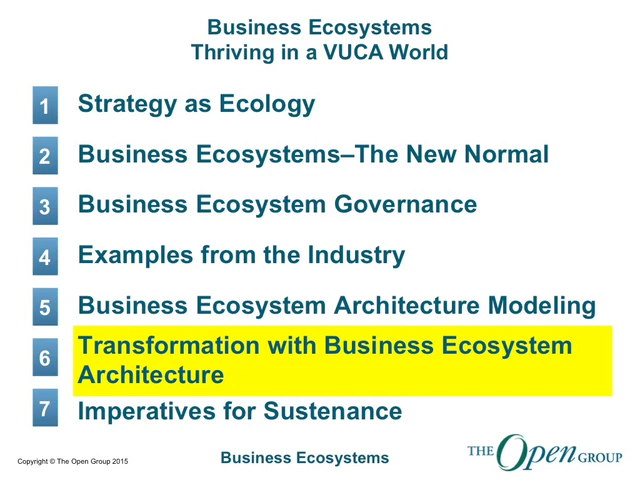 Business Ecosystems
Thriving in a VUCA World
1 Strategy as Ecology
2 Business Ecosystems–The New Normal
3 Business Ecosystem Governance
4 Examples from the Industry
5 Business Ecosystem Architecture Modeling
6 Transformation with Business Ecosystem
Architecture
7 Imperatives for Sustenance
Copyright © The Open Group 2015
Business Ecosystems
THE Open GROUP